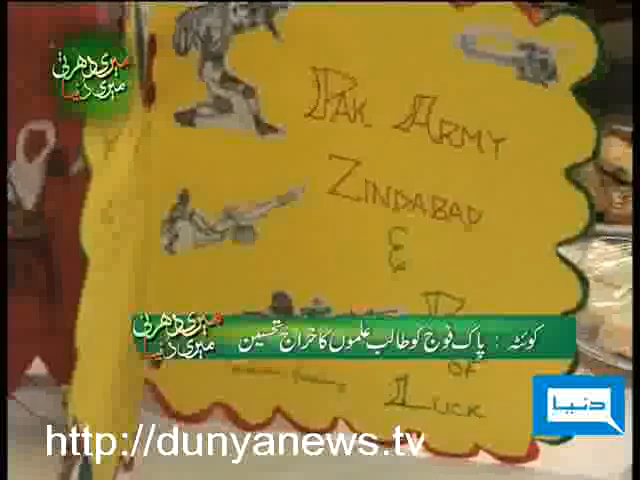 میری دھرتی
میری دنیا
PAK ARMY
ZINDABAD
&
OF
LUCK
میری دھرتی
میری دنیا
کوئٹہ : پاک فوج کو طالب علموں کا خراج تحسین
دنیا
http://dunyanews.tv